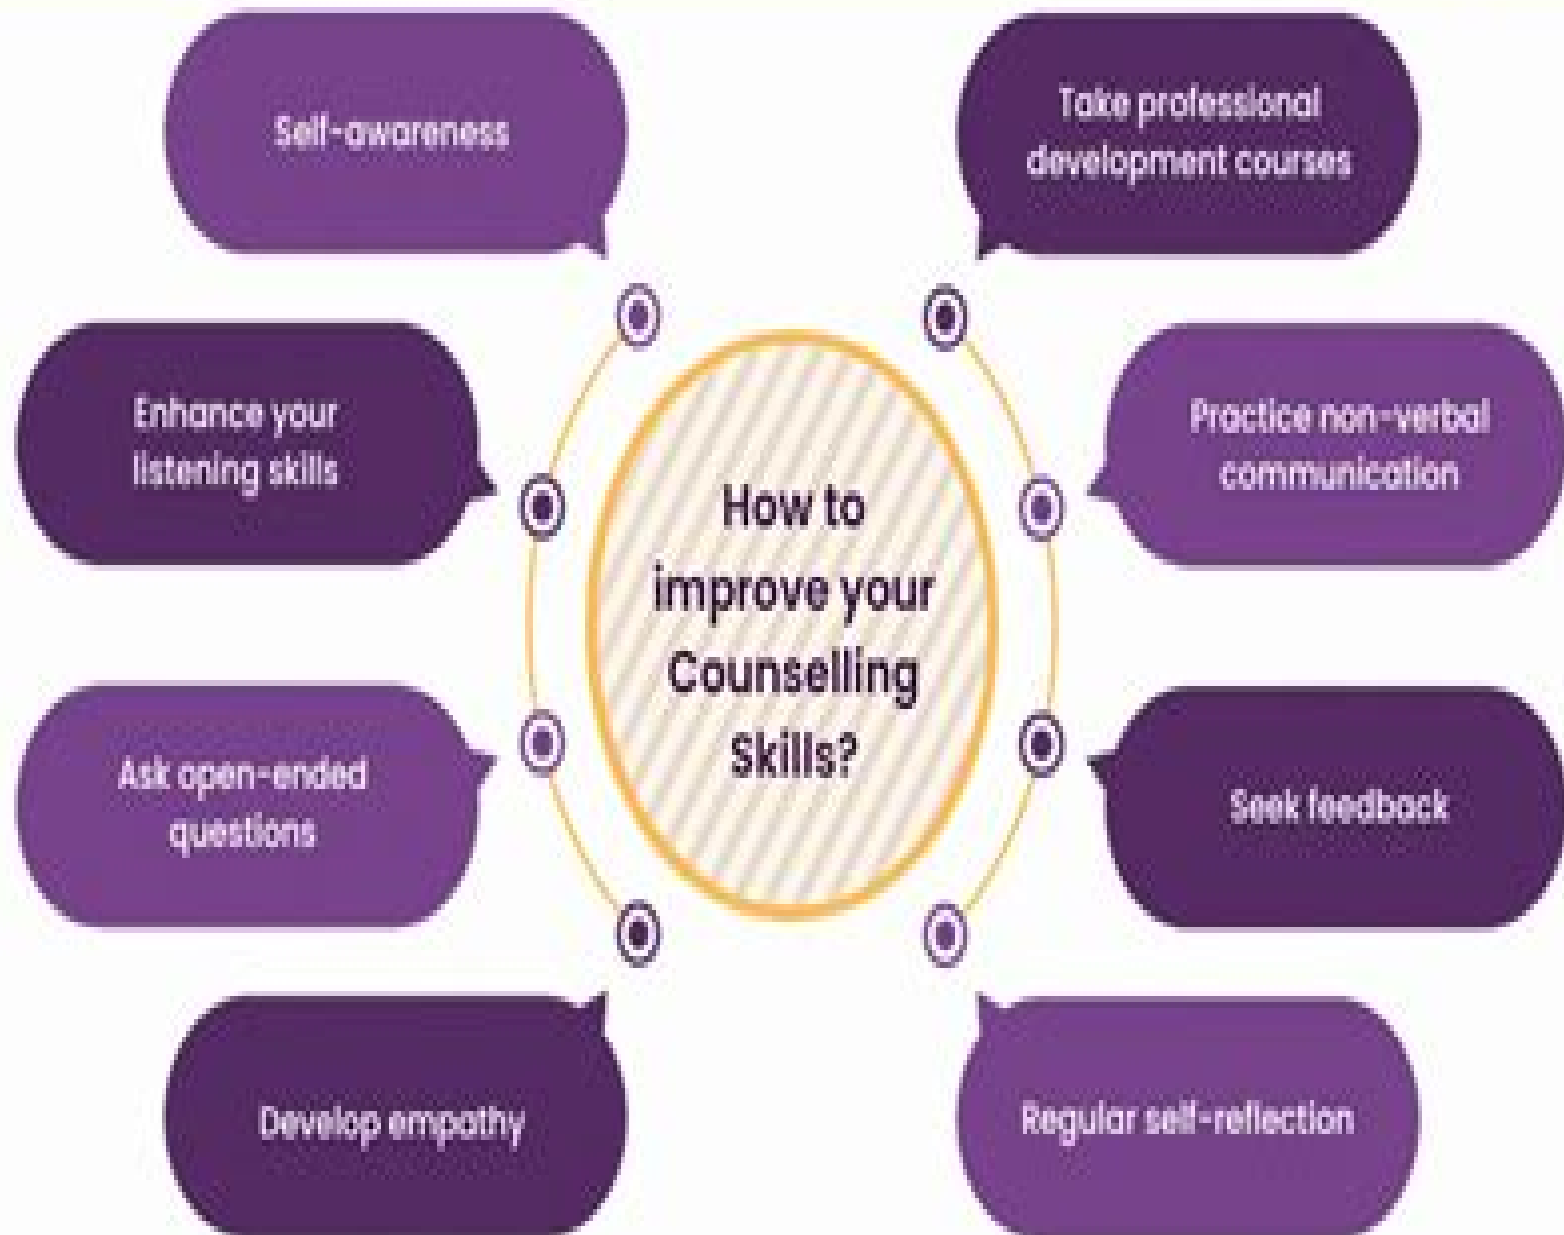 Self-awareness
Take professional
development courses
Enhance your
listening skills
Practice non-verbal
communication
How to
improve your
Counselling
Skills?
Ask open-ended
questions
Seek feedback
Develop empathy
Regular self-reflection